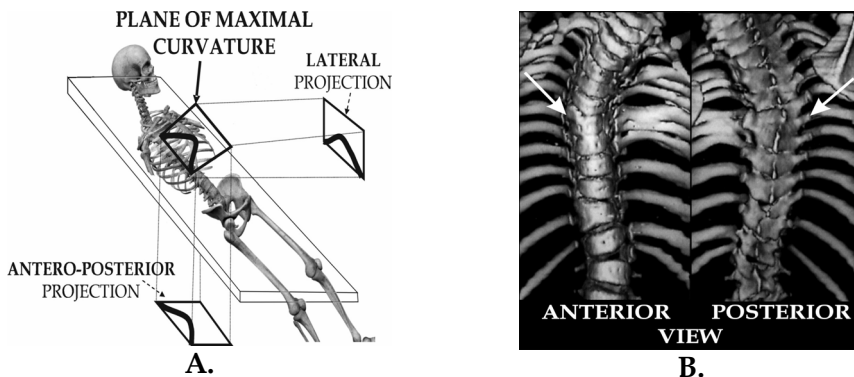 PLANE OF MAXIMAL
CURVATURE
LATERAL
PROJECTION
ANTERO-POSTERIOR
PROJECTION
A.
ANTERIOR POSTERIOR
VIEW
B.